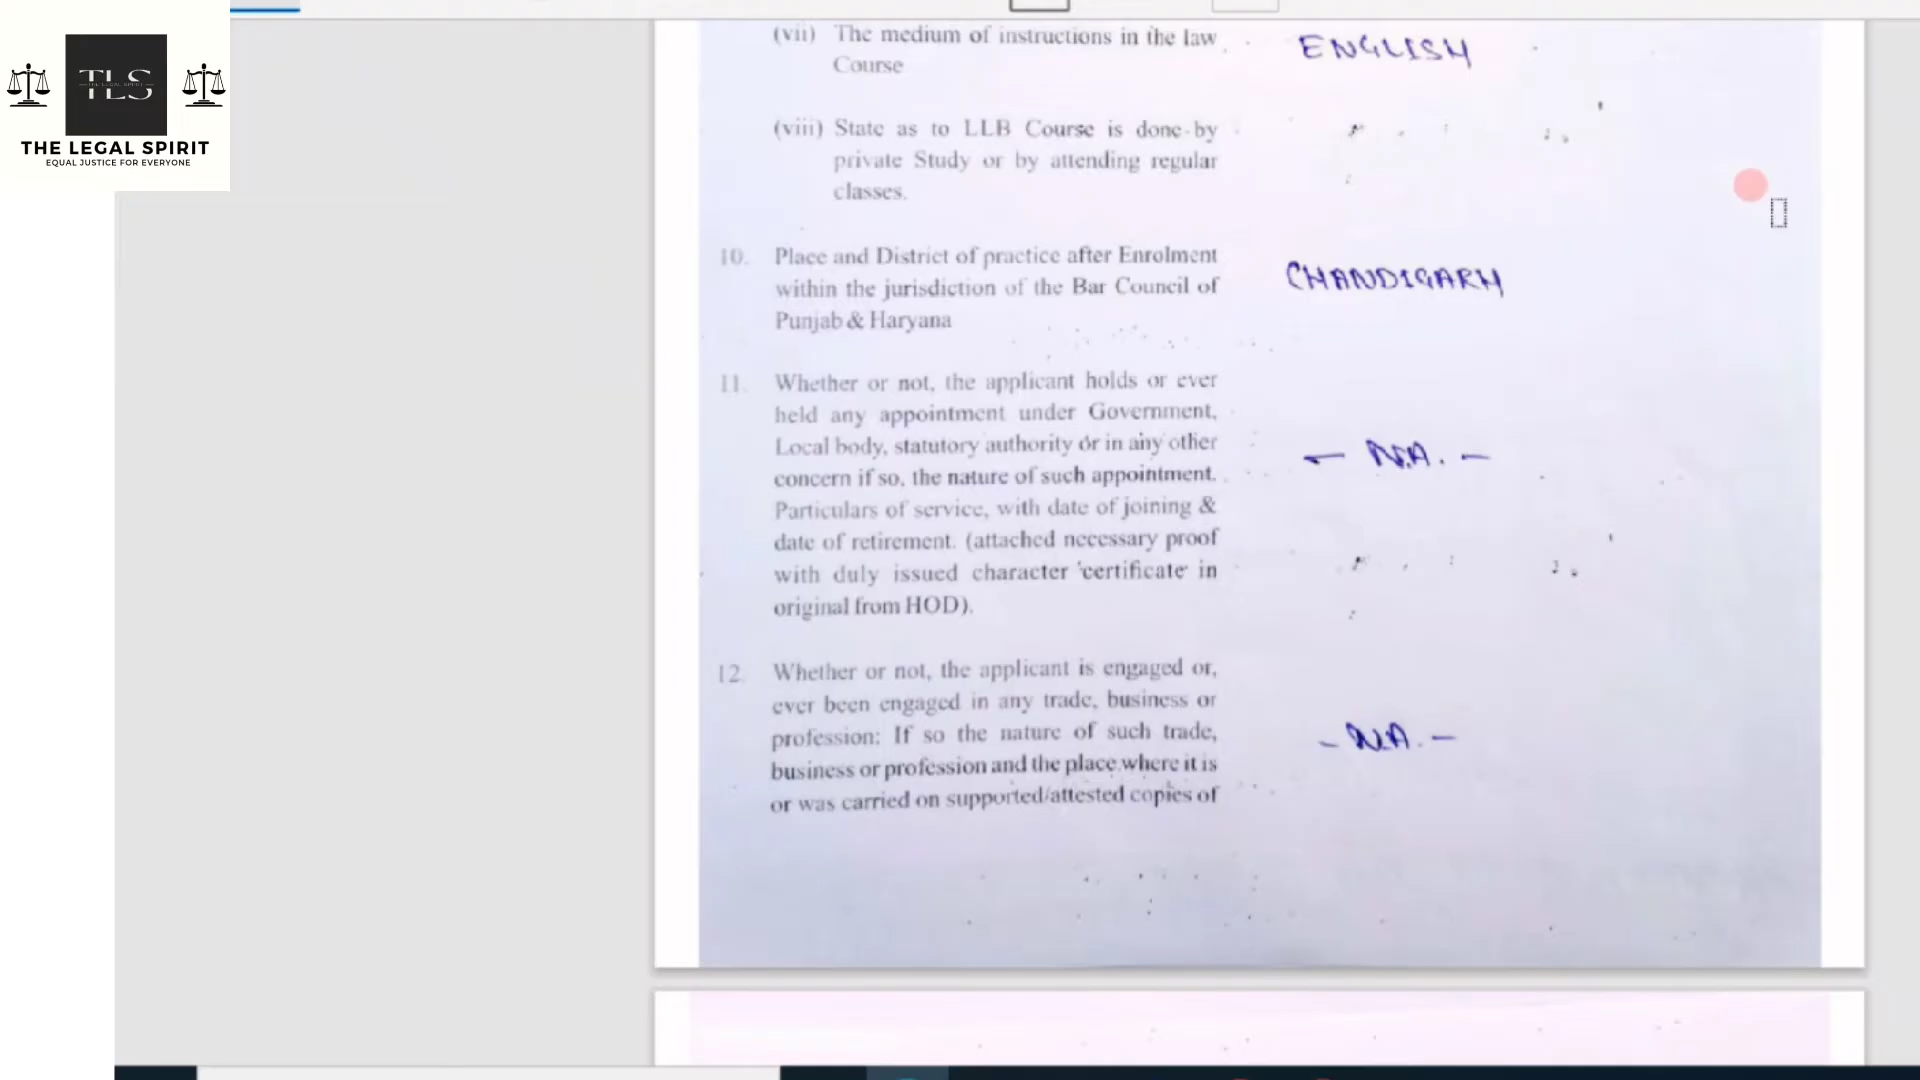 TLS
THE LEGAL SPIRIT
THE LEGAL SPIRIT
EQUAL JUSTICE FOR EVERYONE
(vii) The medium of instructions in the law
Course
ENGLISH
(viii) State as to LLB Course is done by
private Study or by attending regular
classes.
10. Place and District of practice after Enrolment
within the jurisdiction of the Bar Council of
Punjab & Haryana
CHANDIGARH
11. Whether or not, the applicant holds or ever
held any appointment under Government,
Local body, statutory authority or in any other
concern if so, the nature of such appointment.
Particulars of service, with date of joining &
date of retirement. (attached necessary proof
with duly issued character certificate in
original from HOD).
- N.A. -
12. Whether or not, the applicant is engaged or,
ever been engaged in any trade, business or
profession: If so the nature of such trade,
business or profession and the place where it is
or was carried on supported/attested copies of
- N.A. -